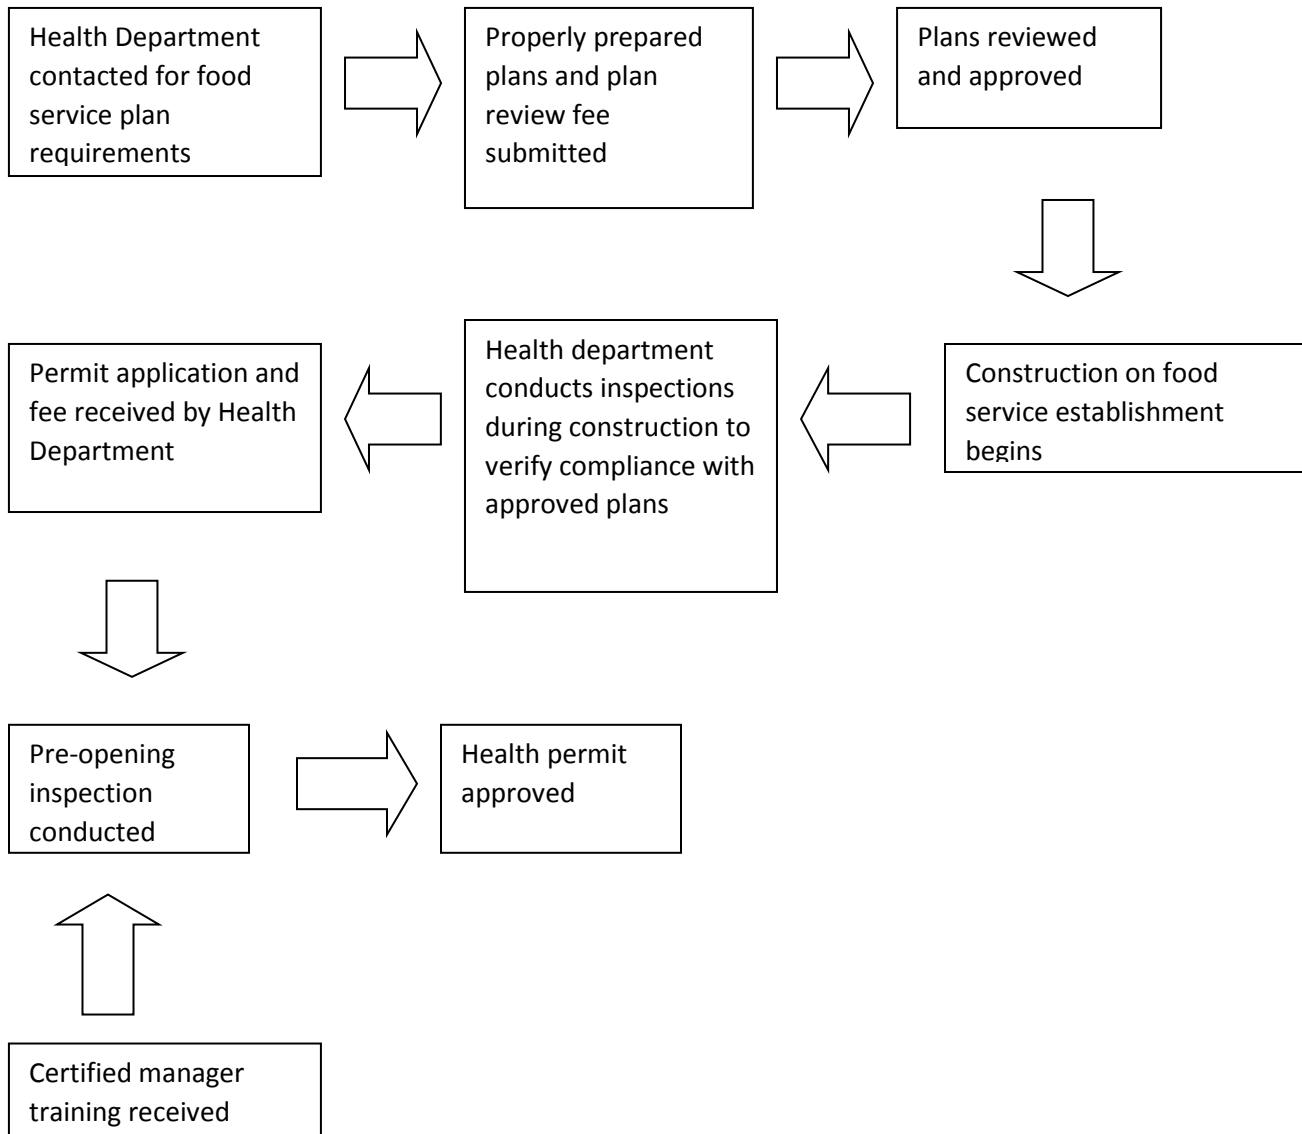 Health Department
contacted for food
service plan
requirements
Properly prepared
plans and plan
review fee
submitted
Plans reviewed
and approved
Construction on food
service establishment
begins
Health department
conducts inspections
during construction to
verify compliance with
approved plans
Permit application and
fee received by Health
Department
Pre-opening
inspection
conducted
Health permit
approved
Certified manager
training received